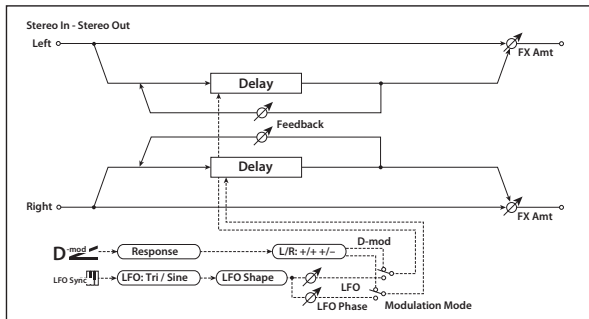 Stereo In - Stereo Out
Left
FX Amt
Delay
Feedback
Delay
Right
FX Amt
D-mod
D-mod Response L/R: +/+ +/–
LFO
LFO Sync LFO: Tri / Sine LFO Shape
LFO Phase Modulation Mode